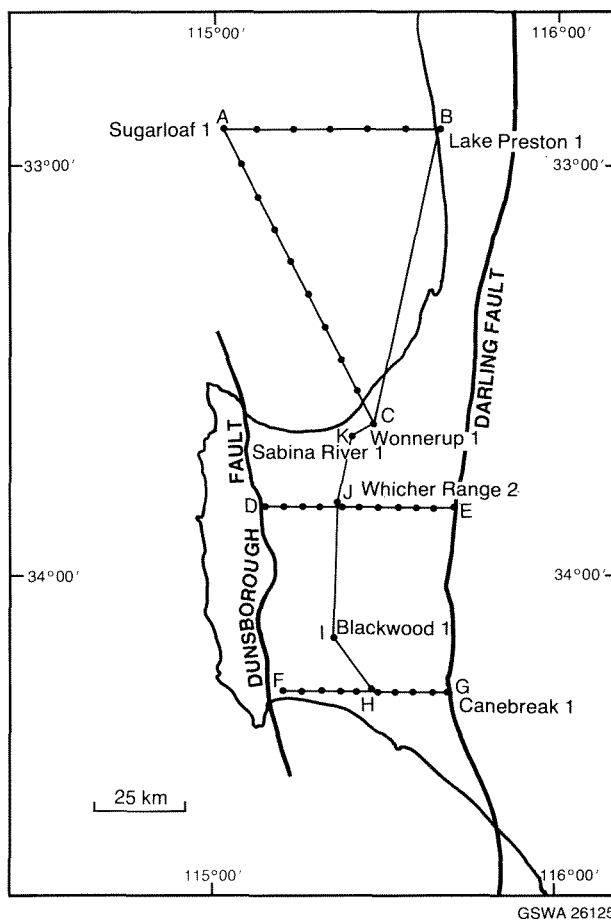 115°00′
116°00′
A
B
Sugarloaf 1
Lake Preston 1
33°00′
33°00′
DARLING FAULT
C
K
Wonnerup 1
Sabina River 1
FAULT
DUNSBOROUGH
J
Whicher Range 2
D
E
34°00′
34°00′
I
Blackwood 1
F
G
H
Canebreak 1
25 km
115°00′
116°00′
GSWA 26128